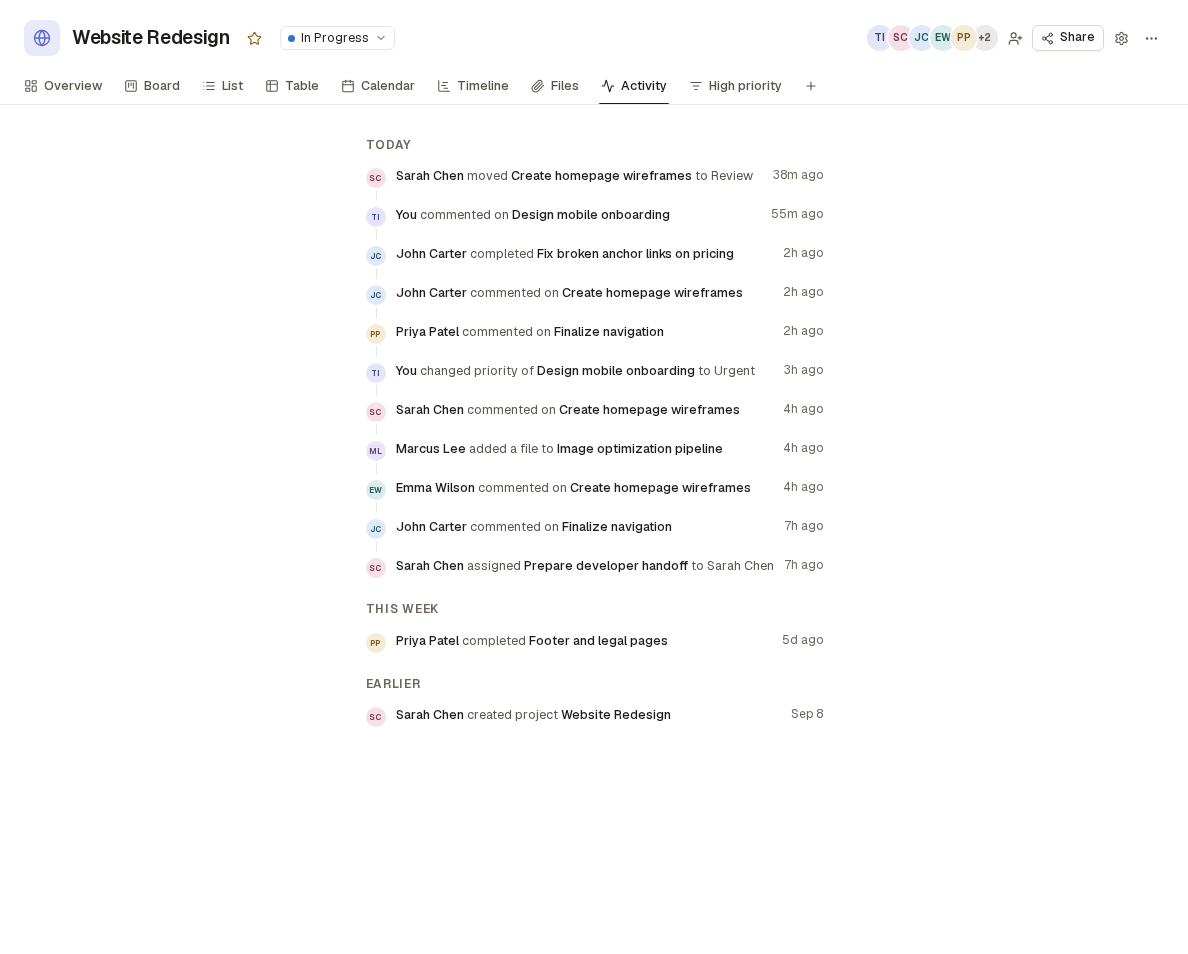 Website Redesign In Progress TI SC JC EW PP +2 Share
Overview Board List Table Calendar Timeline Files Activity High priority
TODAY
SC Sarah Chen moved Create homepage wireframes to Review 38m ago
TI You commented on Design mobile onboarding 55m ago
JC John Carter completed Fix broken anchor links on pricing 2h ago
JC John Carter commented on Create homepage wireframes 2h ago
PP Priya Patel commented on Finalize navigation 2h ago
TI You changed priority of Design mobile onboarding to Urgent 3h ago
SC Sarah Chen commented on Create homepage wireframes 4h ago
ML Marcus Lee added a file to Image optimization pipeline 4h ago
EW Emma Wilson commented on Create homepage wireframes 4h ago
JC John Carter commented on Finalize navigation 7h ago
SC Sarah Chen assigned Prepare developer handoff to Sarah Chen 7h ago
THIS WEEK
PP Priya Patel completed Footer and legal pages 5d ago
EARLIER
SC Sarah Chen created project Website Redesign Sep 8